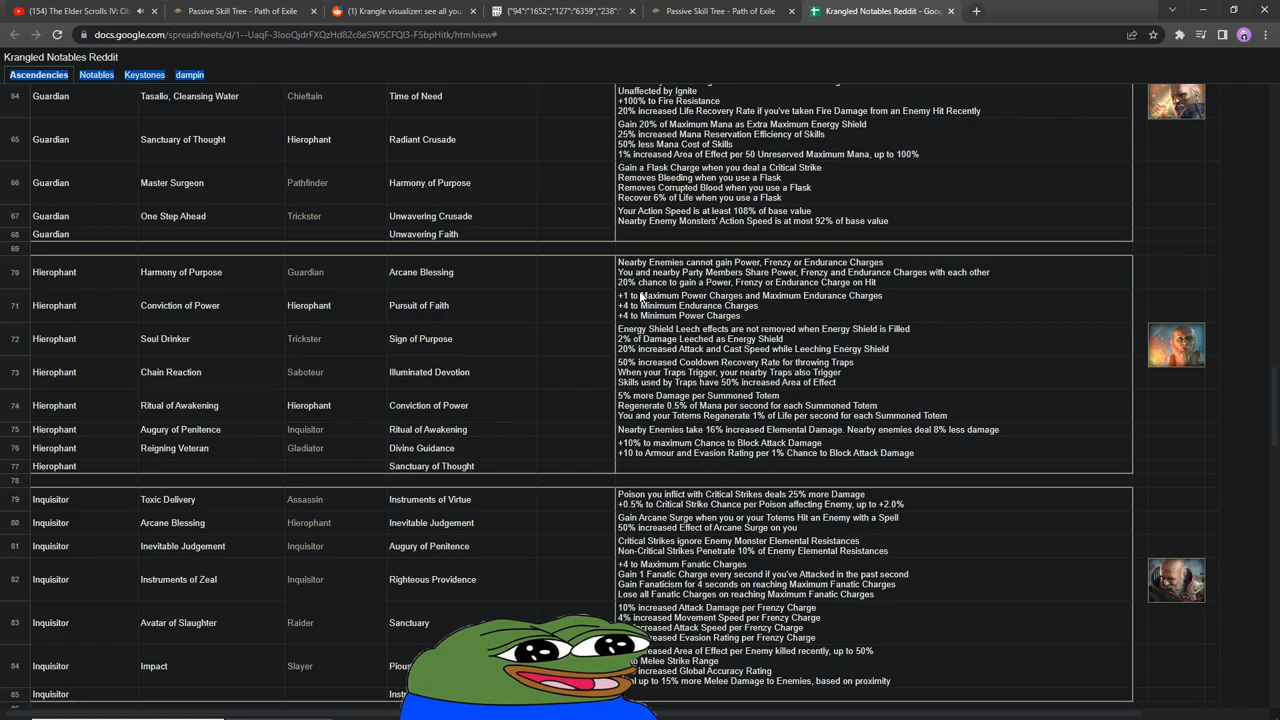 (154) The Elder Scrolls IV: Ob
Passive Skill Tree - Path of Exile
(1) Krangle visualizer: see all you
{"94":"1652","127":"6359","238":"
Passive Skill Tree - Path of Exile
Krangled Notables Reddit - Goog
docs.google.com/spreadsheets/d/1--UaqF-3IooQjdrFXQzHd82c8eSW5CFQI3-F5bpHitk/htmlview#
Krangled Notables Reddit
Ascendencies Notables Keystones dampin
64 Guardian Tasalio, Cleansing Water Chieftain Time of Need
Unaffected by Ignite
+100% to Fire Resistance
20% increased Life Recovery Rate if you've taken Fire Damage from an Enemy Hit Recently
65 Guardian Sanctuary of Thought Hierophant Radiant Crusade
Gain 20% of Maximum Mana as Extra Maximum Energy Shield
25% increased Mana Reservation Efficiency of Skills
50% less Mana Cost of Skills
1% increased Area of Effect per 50 Unreserved Maximum Mana, up to 100%
66 Guardian Master Surgeon Pathfinder Harmony of Purpose
Gain a Flask Charge when you deal a Critical Strike
Removes Bleeding when you use a Flask
Removes Corrupted Blood when you use a Flask
Recover 6% of Life when you use a Flask
67 Guardian One Step Ahead Trickster Unwavering Crusade
Your Action Speed is at least 108% of base value
Nearby Enemy Monsters' Action Speed is at most 92% of base value
68 Guardian Unwavering Faith
69
70 Hierophant Harmony of Purpose Guardian Arcane Blessing
Nearby Enemies cannot gain Power, Frenzy or Endurance Charges
You and nearby Party Members Share Power, Frenzy and Endurance Charges with each other
20% chance to gain a Power, Frenzy or Endurance Charge on Hit
71 Hierophant Conviction of Power Hierophant Pursuit of Faith
+1 to Maximum Power Charges and Maximum Endurance Charges
+4 to Minimum Endurance Charges
+4 to Minimum Power Charges
72 Hierophant Soul Drinker Trickster Sign of Purpose
Energy Shield Leech effects are not removed when Energy Shield is Filled
2% of Damage Leeched as Energy Shield
20% increased Attack and Cast Speed while Leeching Energy Shield
73 Hierophant Chain Reaction Saboteur Illuminated Devotion
50% increased Cooldown Recovery Rate for throwing Traps
When your Traps Trigger, your nearby Traps also Trigger
Skills used by Traps have 50% increased Area of Effect
74 Hierophant Ritual of Awakening Hierophant Conviction of Power
5% more Damage per Summoned Totem
Regenerate 0.5% of Mana per second for each Summoned Totem
You and your Totems Regenerate 1% of Life per second for each Summoned Totem
75 Hierophant Augury of Penitence Inquisitor Ritual of Awakening
Nearby Enemies take 16% increased Elemental Damage. Nearby enemies deal 8% less damage
76 Hierophant Reigning Veteran Gladiator Divine Guidance
+10% to maximum Chance to Block Attack Damage
+10 to Armour and Evasion Rating per 1% Chance to Block Attack Damage
77 Hierophant Sanctuary of Thought
78
79 Inquisitor Toxic Delivery Assassin Instruments of Virtue
Poison you inflict with Critical Strikes deals 25% more Damage
+0.5% to Critical Strike Chance per Poison affecting Enemy, up to +2.0%
80 Inquisitor Arcane Blessing Hierophant Inevitable Judgement
Gain Arcane Surge when you or your Totems Hit an Enemy with a Spell
50% increased Effect of Arcane Surge on you
81 Inquisitor Inevitable Judgement Inquisitor Augury of Penitence
Critical Strikes ignore Enemy Monster Elemental Resistances
Non-Critical Strikes Penetrate 10% of Enemy Elemental Resistances
82 Inquisitor Instruments of Zeal Inquisitor Righteous Providence
+4 to Maximum Fanatic Charges
Gain 1 Fanatic Charge every second if you've Attacked in the past second
Gain Fanaticism for 4 seconds on reaching Maximum Fanatic Charges
Lose all Fanatic Charges on reaching Maximum Fanatic Charges
83 Inquisitor Avatar of Slaughter Raider Sanctuary
10% increased Attack Damage per Frenzy Charge
4% increased Movement Speed per Frenzy Charge
Attack Speed per Frenzy Charge
Evasion Rating per Frenzy Charge
84 Inquisitor Impact Slayer
Area of Effect per Enemy killed recently, up to 50%
Melee Strike Range
Global Accuracy Rating
up to 15% more Melee Damage to Enemies, based on proximity
85 Inquisitor